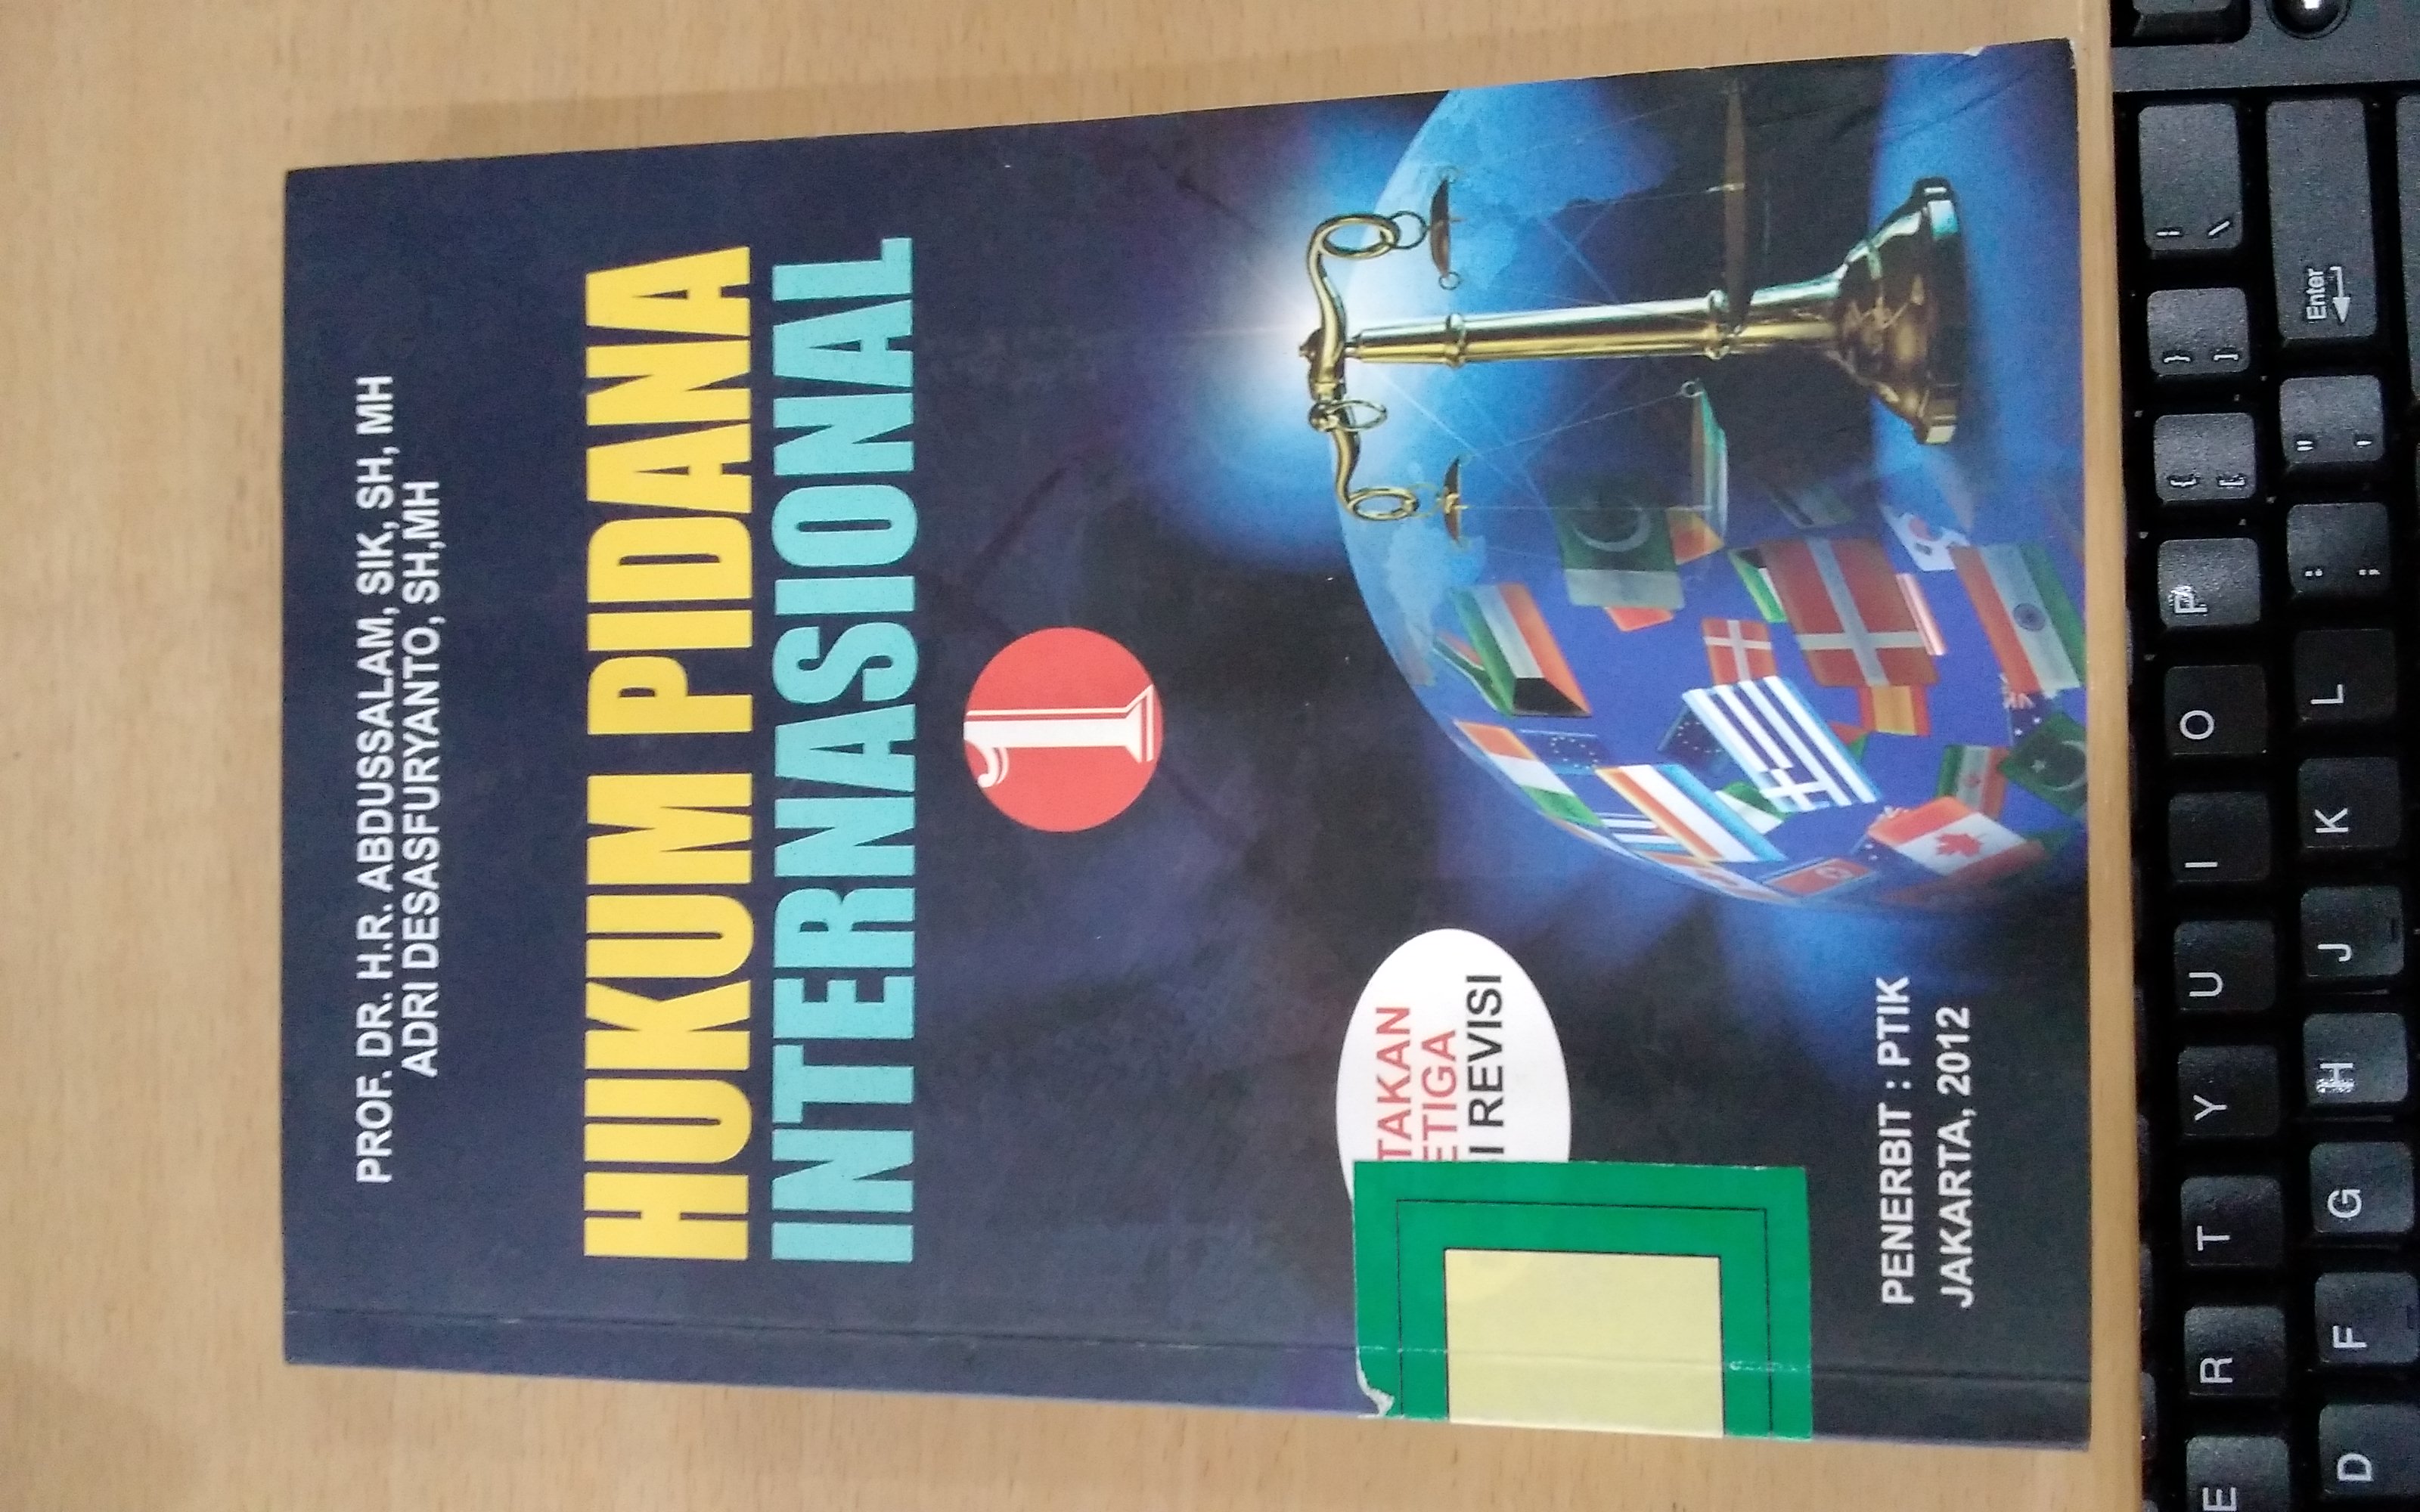 PROF. DR. H.R. ABDUSSALAM, SIK, SH, MH
ADRI DESASFURYANTO, SH,MH
HUKUM PIDANA
INTERNASIONAL
1
TAKAN
ETIGA
I REVISI
PENERBIT : PTIK
JAKARTA, 2012
| \
Enter
} ]
{ [
" '
P
: ;
O
L
I
K
U
J
Y
H
T
G
R
F
E
D